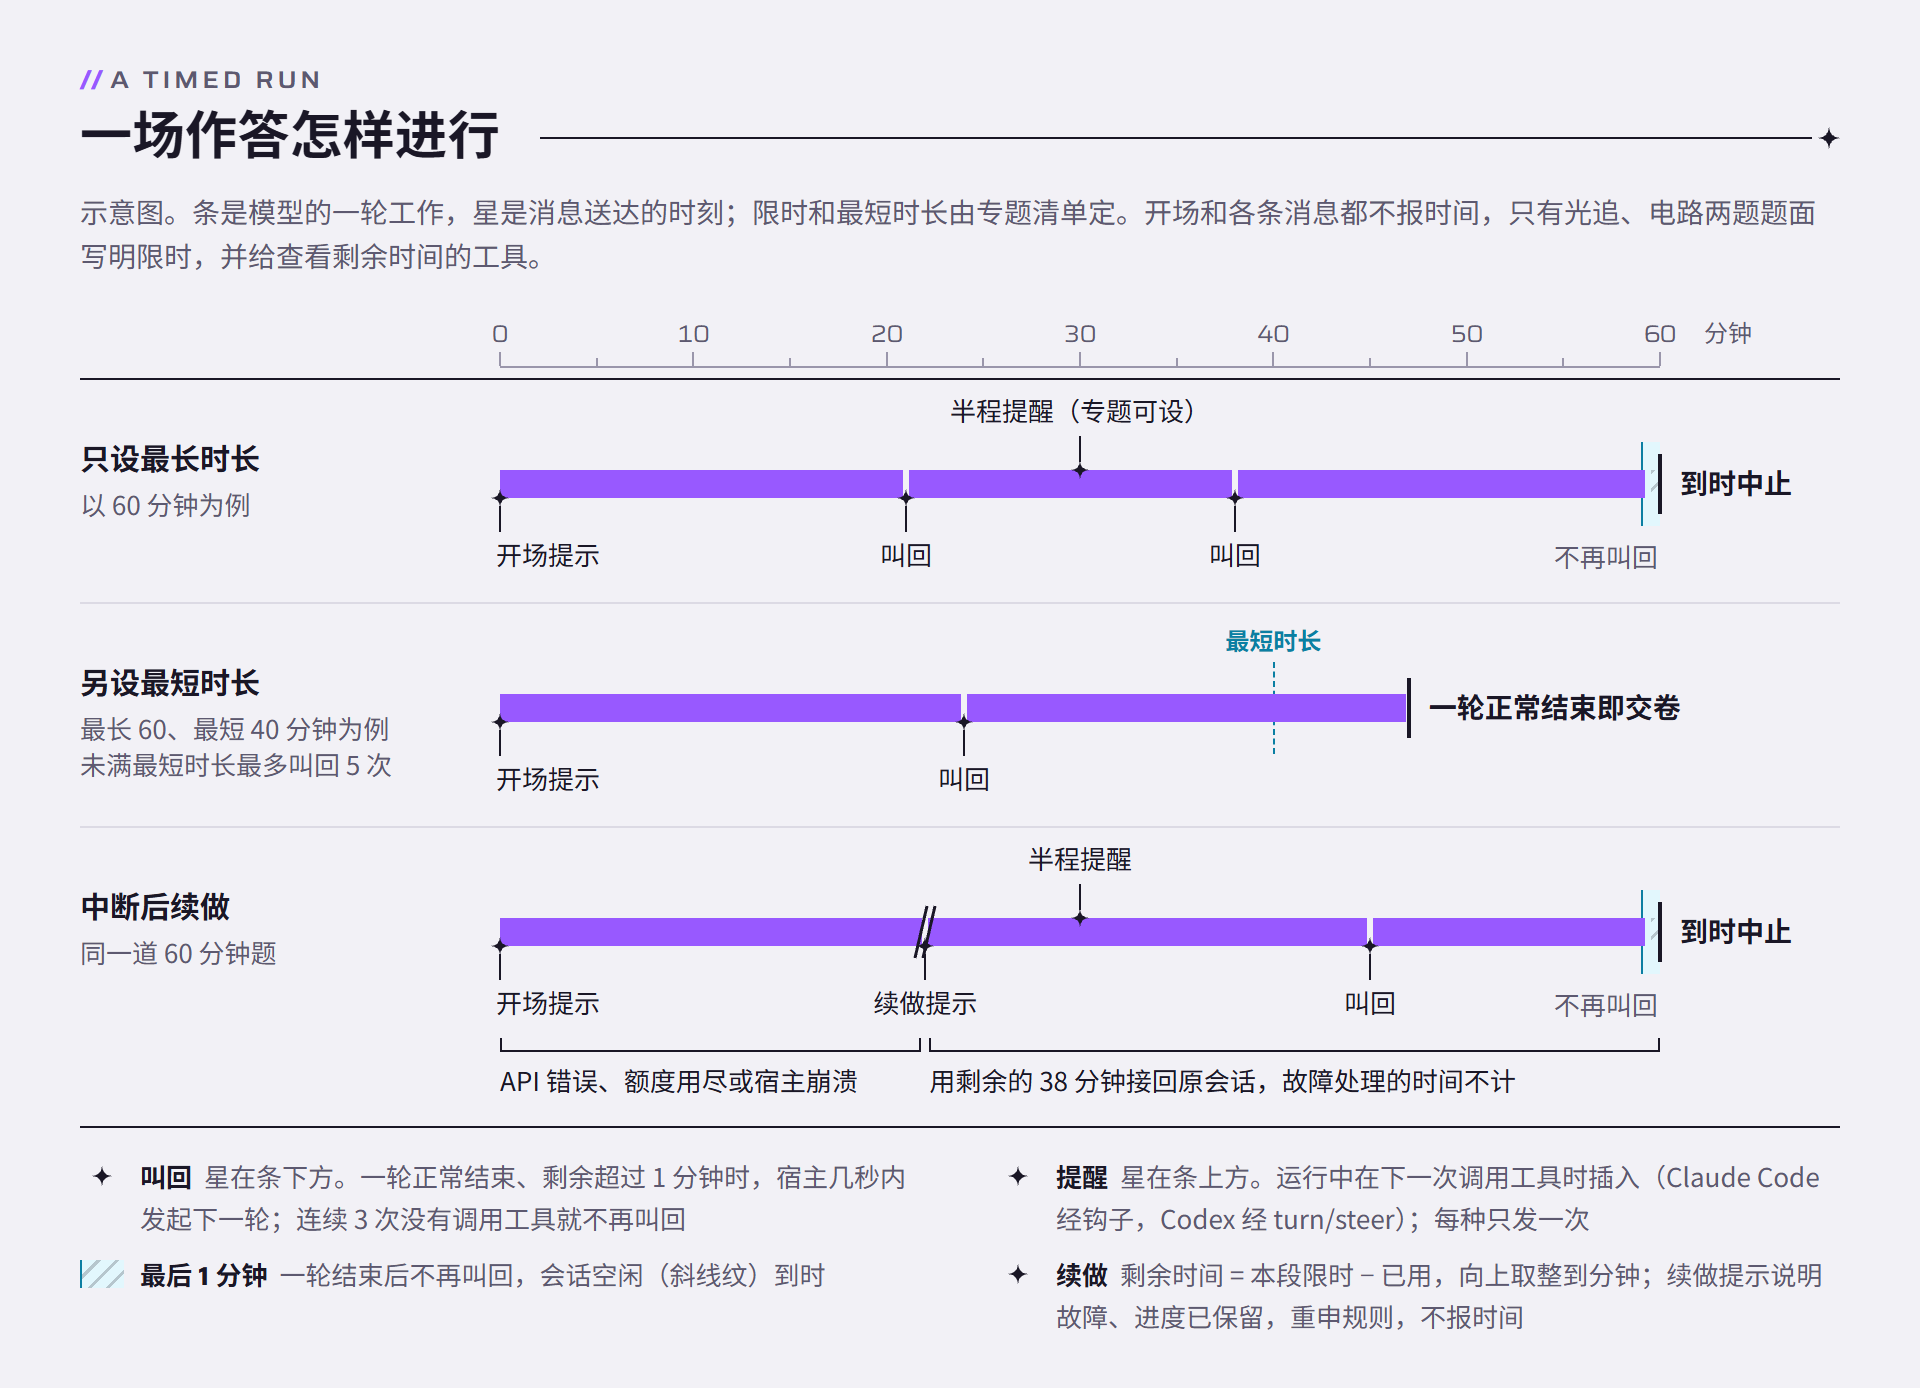 // A TIMED RUN
一场作答怎样进行
示意图。条是模型的一轮工作，星是消息送达的时刻；限时和最短时长由专题清单定。开场和各条消息都不报时间，只有光追、电路两题题面
写明限时，并给查看剩余时间的工具。
0 10 20 30 40 50 60 分钟
半程提醒（专题可设）
只设最长时长
以 60 分钟为例
到时中止
开场提示 叫回 叫回 不再叫回
最短时长
另设最短时长
最长 60、最短 40 分钟为例
未满最短时长最多叫回 5 次
一轮正常结束即交卷
开场提示 叫回
半程提醒
中断后续做
同一道 60 分钟题
到时中止
开场提示 续做提示 叫回 不再叫回
API 错误、额度用尽或宿主崩溃 用剩余的 38 分钟接回原会话，故障处理的时间不计
叫回 星在条下方。一轮正常结束、剩余超过 1 分钟时，宿主几秒内
发起下一轮；连续 3 次没有调用工具就不再叫回
最后 1 分钟 一轮结束后不再叫回，会话空闲（斜线纹）到时
提醒 星在条上方。运行中在下一次调用工具时插入（Claude Code
经钩子，Codex 经 turn/steer）；每种只发一次
续做 剩余时间 = 本段限时 − 已用，向上取整到分钟；续做提示说明
故障、进度已保留，重申规则，不报时间